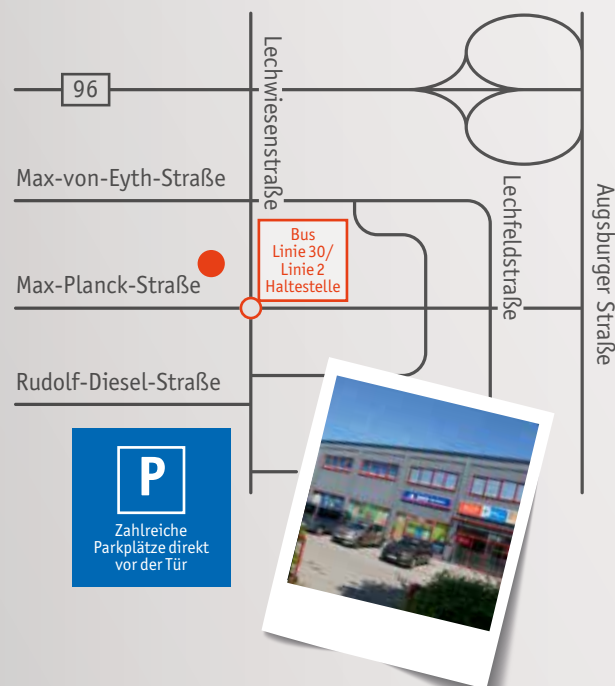 96
Lechwiesenstraße
Max-von-Eyth-Straße
Lechfeldstraße
Augsburger Straße
Bus
Linie 30/
Linie 2
Haltestelle
Max-Planck-Straße
Rudolf-Diesel-Straße
P
Zahlreiche
Parkplätze direkt
vor der Tür